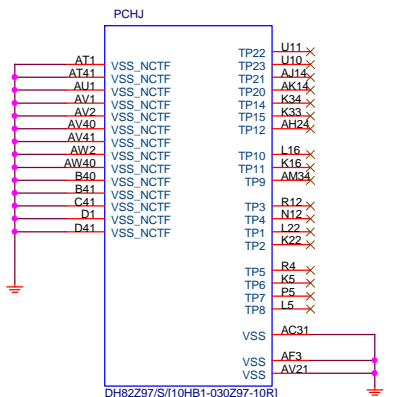 PCHJ
AT1 VSS_NCTF
AT41 VSS_NCTF
AU1 VSS_NCTF
AV1 VSS_NCTF
AV2 VSS_NCTF
AV40 VSS_NCTF
AV41 VSS_NCTF
AW2 VSS_NCTF
AW40 VSS_NCTF
B40 VSS_NCTF
B41 VSS_NCTF
C41 VSS_NCTF
D1 VSS_NCTF
D41 VSS_NCTF
TP22 U11
TP23 U10
TP21 AJ14
TP20 AK14
TP14 K34
TP15 K33
TP12 AH24
TP10 L16
TP11 K16
TP9 AM34
TP3 R12
TP4 N12
TP1 L22
TP2 K22
TP5 R4
TP6 K5
TP7 P5
TP8 L5
VSS AC31
VSS AF3
VSS AV21
DH82Z97/S/[10HB1-030Z97-10R]